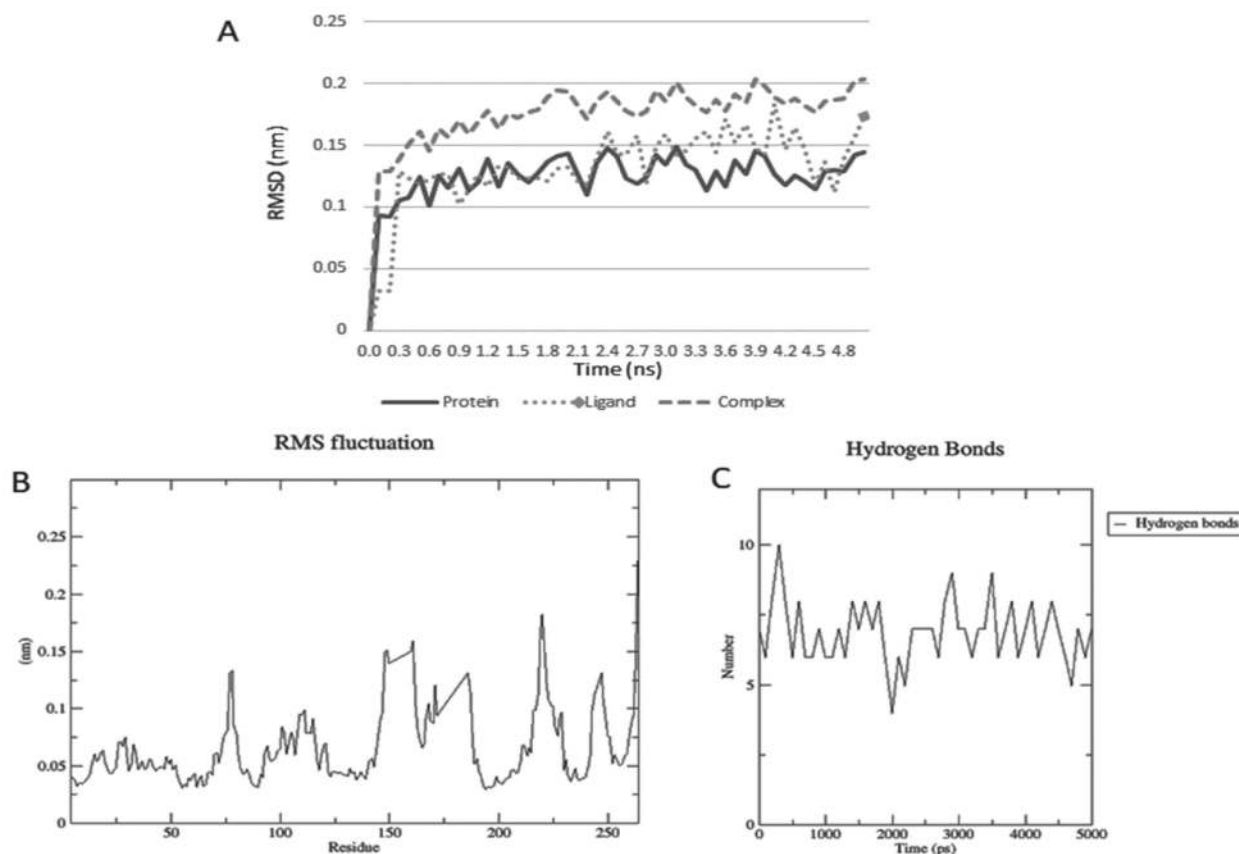 A
0.25
0.2
0.15
0.1
0.05
0
RMSD (nm)
0.0 0.3 0.6 0.9 1.2 1.5 1.8 2.1 2.4 2.7 3.0 3.3 3.6 3.9 4.2 4.5 4.8
Time (ns)
Protein Ligand Complex
RMS fluctuation
B
0.25
0.2
0.15
0.1
0.05
0
(nm)
50 100 150 200 250
Residue
Hydrogen Bonds
C
Hydrogen bonds
10
5
Number
0 1000 2000 3000 4000 5000
Time (ps)